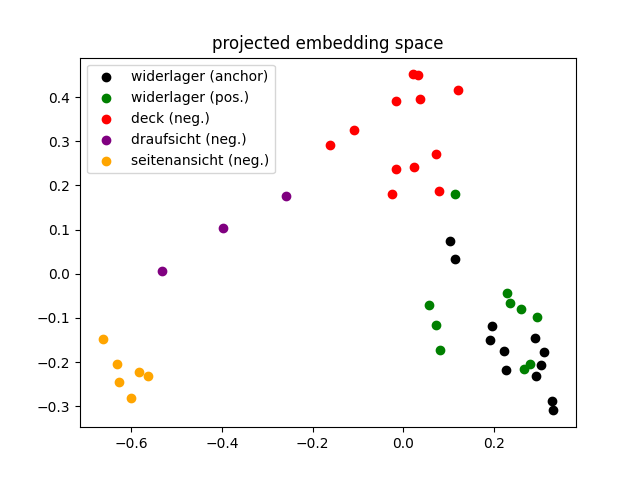 projected embedding space
widerlager (anchor)
widerlager (pos.)
deck (neg.)
draufsicht (neg.)
seitenansicht (neg.)
0.4
0.3
0.2
0.1
0.0
−0.1
−0.2
−0.3
−0.6 −0.4 −0.2 0.0 0.2